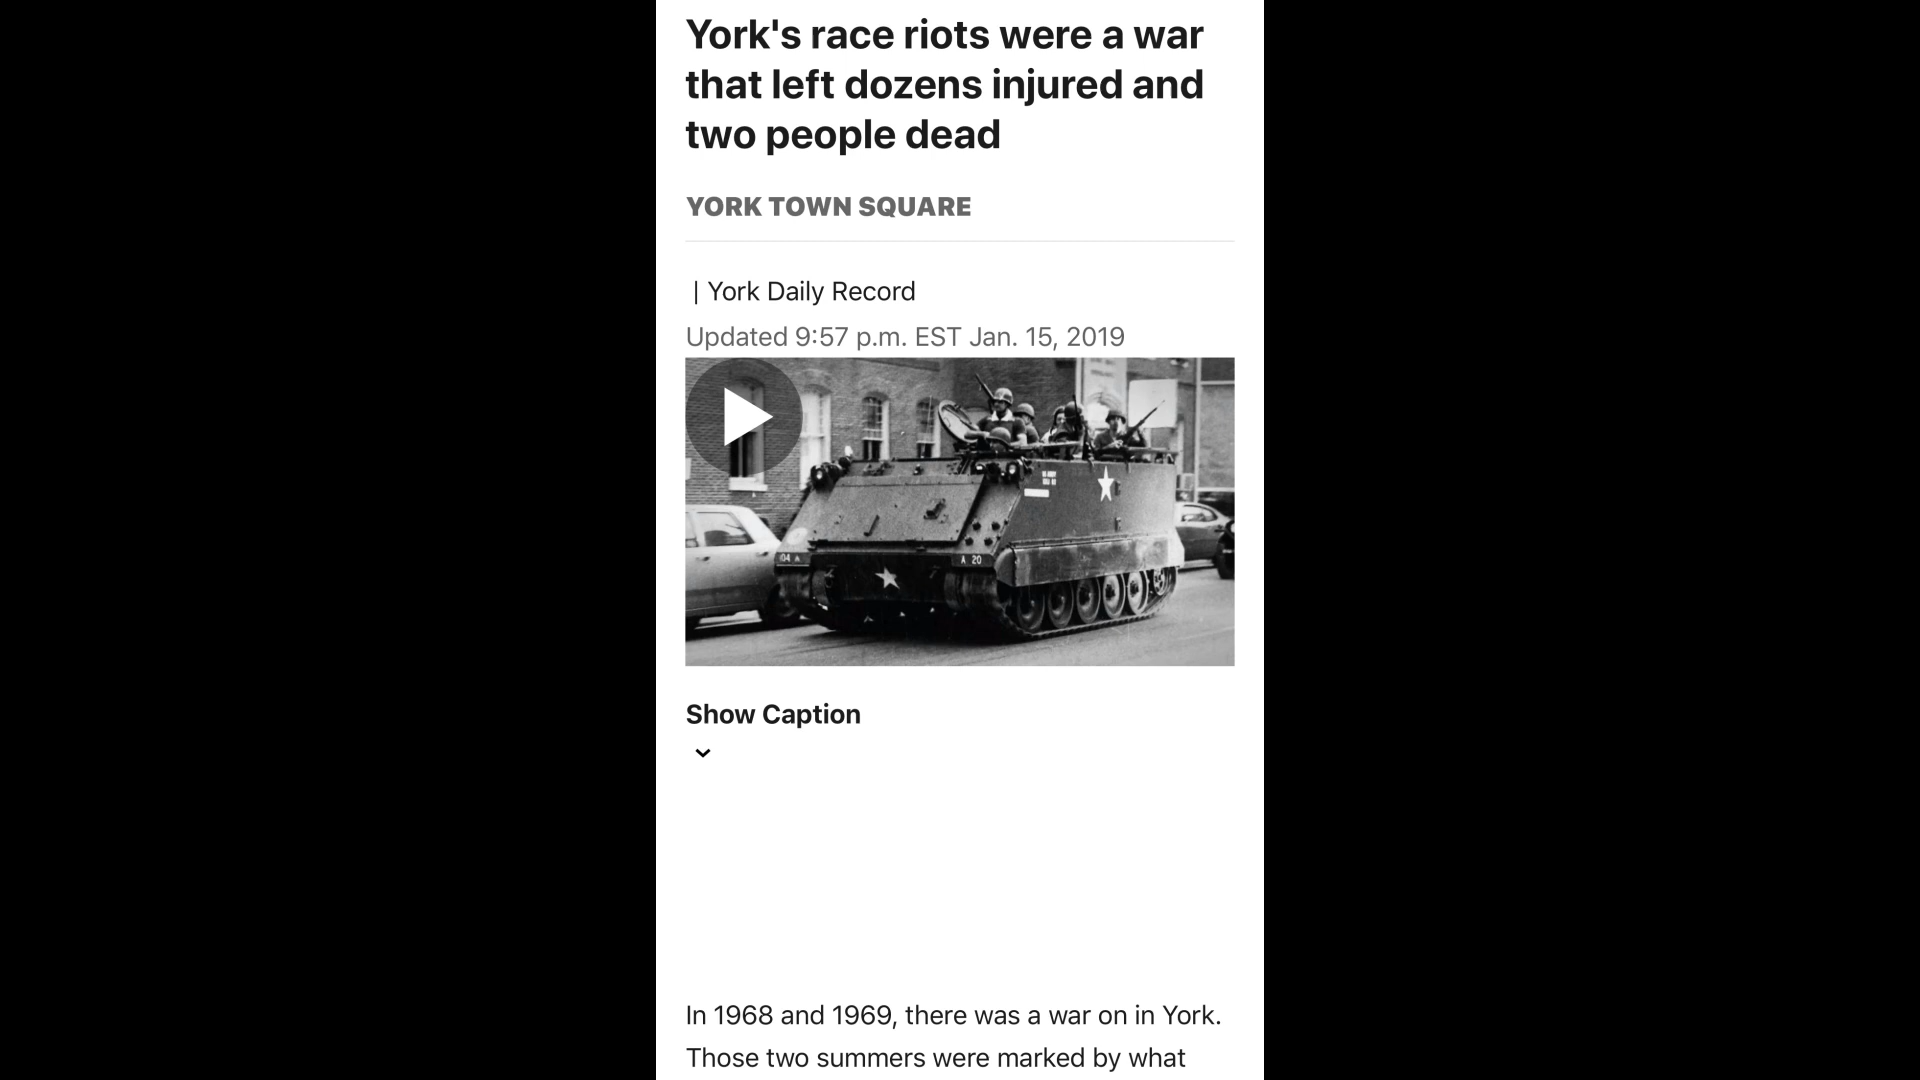 York's race riots were a war
that left dozens injured and
two people dead
YORK TOWN SQUARE
| York Daily Record
Updated 9:57 p.m. EST Jan. 15, 2019
04 A
A 20
Show Caption
In 1968 and 1969, there was a war on in York.
Those two summers were marked by what